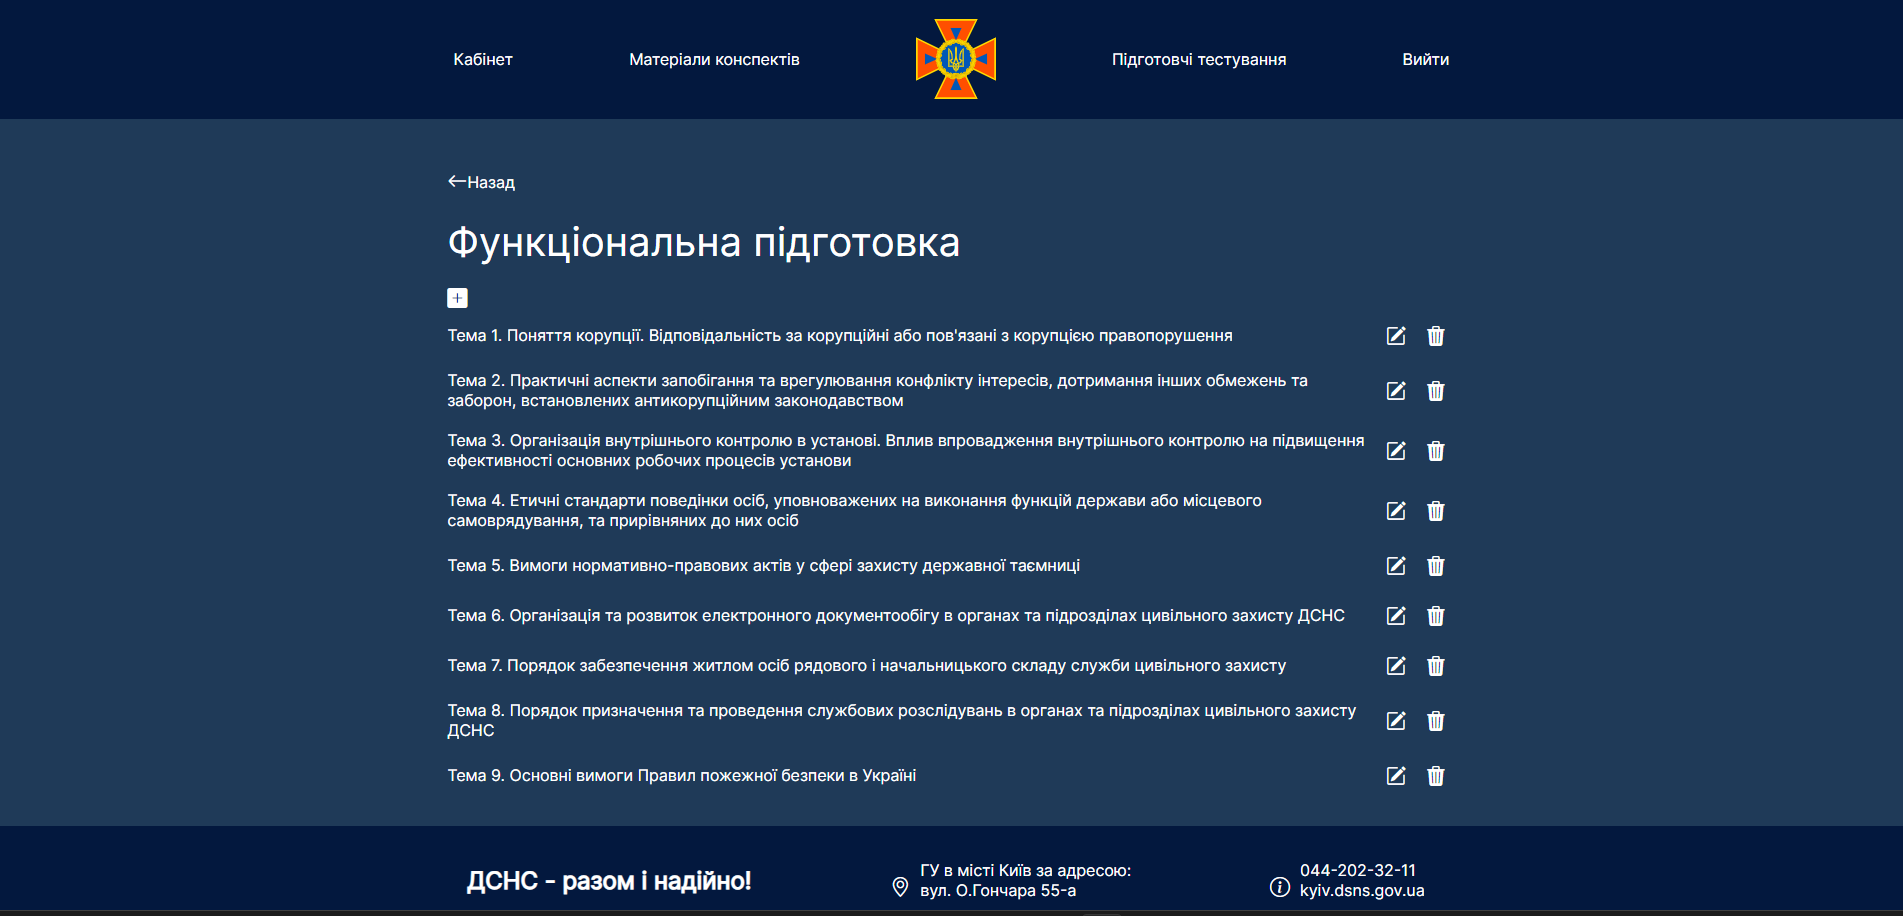 Кабінет
Матеріали конспектів
Підготовчі тестування
Вийти
←Назад
Функціональна підготовка
Тема 1. Поняття корупції. Відповідальність за корупційні або пов'язані з корупцією правопорушення
Тема 2. Практичні аспекти запобігання та врегулювання конфлікту інтересів, дотримання інших обмежень та
заборон, встановлених антикорупційним законодавством
Тема 3. Організація внутрішнього контролю в установі. Вплив впровадження внутрішнього контролю на підвищення
ефективності основних робочих процесів установи
Тема 4. Етичні стандарти поведінки осіб, уповноважених на виконання функцій держави або місцевого
самоврядування, та прирівняних до них осіб
Тема 5. Вимоги нормативно-правових актів у сфері захисту державної таємниці
Тема 6. Організація та розвиток електронного документообігу в органах та підрозділах цивільного захисту ДСНС
Тема 7. Порядок забезпечення житлом осіб рядового і начальницького складу служби цивільного захисту
Тема 8. Порядок призначення та проведення службових розслідувань в органах та підрозділах цивільного захисту
ДСНС
Тема 9. Основні вимоги Правил пожежної безпеки в Україні
ДСНС - разом і надійно!
ГУ в місті Київ за адресою:
вул. О.Гончара 55-а
044-202-32-11
kyiv.dsns.gov.ua